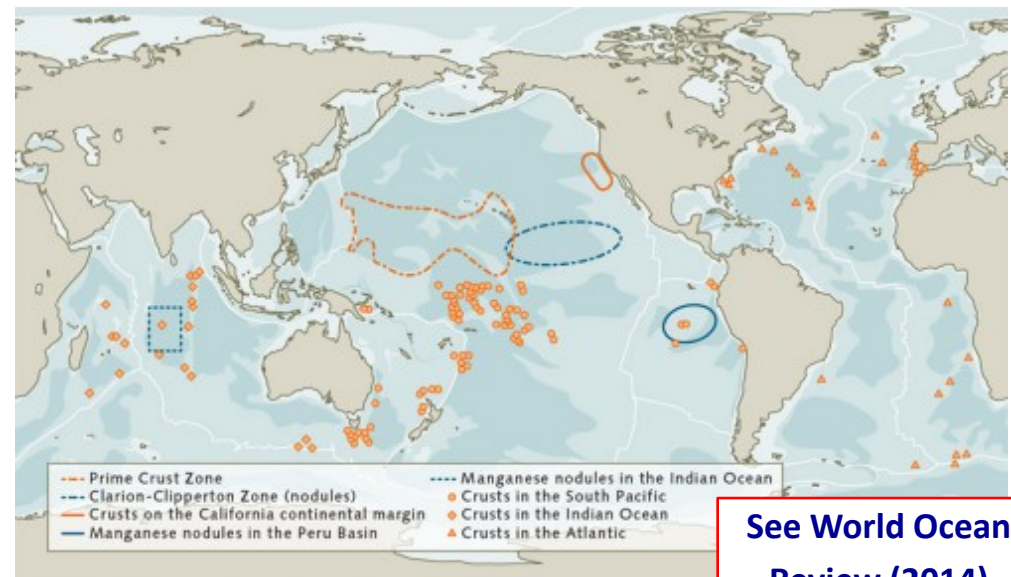 Prime Crust Zone
Clarion-Clipperton Zone (nodules)
Crusts on the California continental margin
Manganese nodules in the Peru Basin
Manganese nodules in the Indian Ocean
Crusts in the South Pacific
Crusts in the Indian Ocean
Crusts in the Atlantic
See World Ocean
Review (2014)